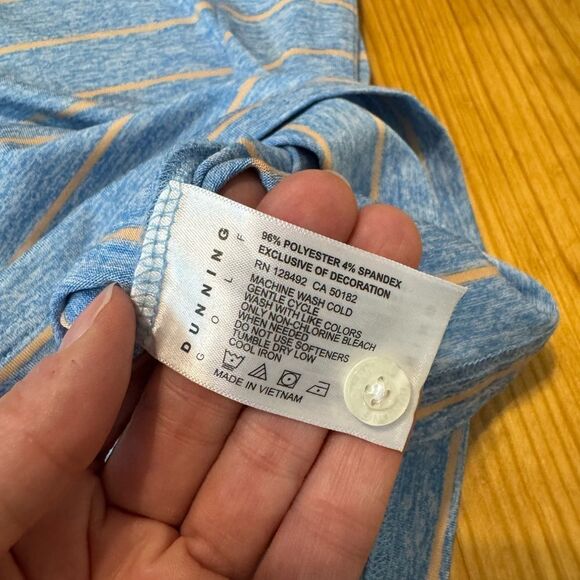 DUNNING
GOLF
96% POLYESTER 4% SPANDEX
EXCLUSIVE OF DECORATION
RN 128492 CA 50182
MACHINE WASH COLD
GENTLE CYCLE
WASH WITH LIKE COLORS
ONLY NON-CHLORINE BLEACH
WHEN NEEDED
DO NOT USE SOFTENERS
TUMBLE DRY LOW
COOL IRON
MADE IN VIETNAM